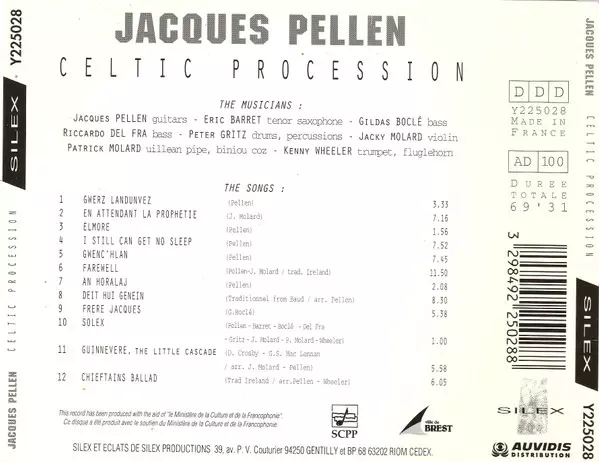 JACQUES PELLEN
CELTIC PROCESSION
THE MUSICIANS :
JACQUES PELLEN guitars - ERIC BARRET tenor saxophone - GILDAS BOCLÉ bass
RICCARDO DEL FRA bass - PETER GRITZ drums, percussions - JACKY MOLARD violin
PATRICK MOLARD uillean pipe, biniou coz - KENNY WHEELER trumpet, fluglehorn
THE SONGS :
1 GWERZ LANDUNVEZ (Pellen) 3.33
2 EN ATTENDANT LA PROPHETIE (J. Molard) 7.16
3 ELMORE (Pellen) 1.56
4 I STILL CAN GET NO SLEEP (Pellen) 7.52
5 GWENC'HLAN (Pellen) 7.45
6 FAREWELL (Pellen-J. Molard / trad. Ireland) 11.50
7 AN HORALAJ (Pellen) 2.08
8 DEIT HUI GENEIN (Traditionnel from Baud / arr. Pellen) 8.30
9 FRERE JACQUES (G.Boclé) 5.38
10 SOLEX (Pellen - Barret - Boclé - Del Fra
- Gritz - J. Molard - P. Molard - Wheeler) 1.00
11 GUINNEVERE, THE LITTLE CASCADE (D. Crosby - G.S. Mac Lennan
/ arr. J. Molard - Pellen) 5.58
12 CHIEFTAINS BALLAD (Trad Ireland / arr.Pellen - Wheeler) 6.05
This record has been produced with the aid of "le Ministère de la Culture et de la Francophonie".
Ce disque a été produit avec le soutien du Ministère de la Culture et de la Francophonie.
SCPP
ville de
BREST
SILEX ET ECLATS DE SILEX PRODUCTIONS 39, av. P. V. Couturier 94250 GENTILLY et BP 68 63202 RIOM CEDEX.
JACQUES PELLEN CELTIC PROCESSION SILEX Y225028
DDD
Y225028
MADE IN
FRANCE
AD 100
DUREE
TOTALE
69'31
3 298492 250288
SILEX
AUVIDIS
DISTRIBUTION
JACQUES PELLEN CELTIC PROCESSION SILEX Y225028